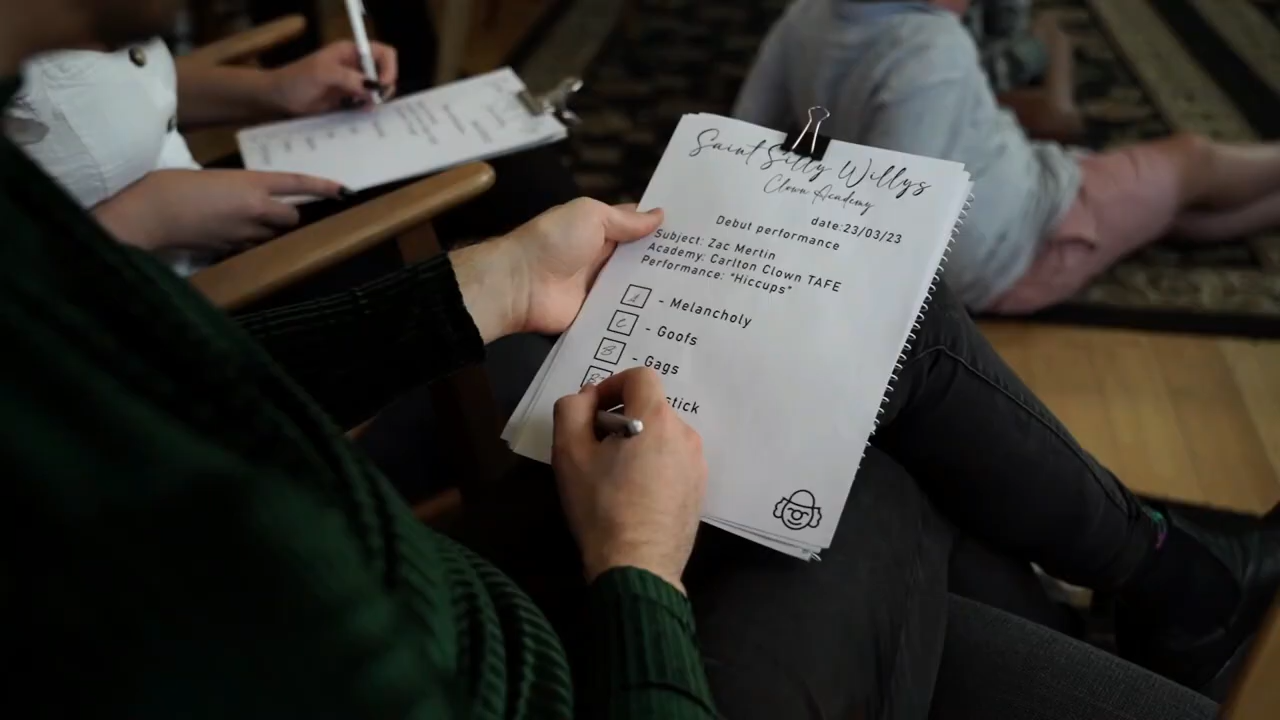 Saint Silly Willys
Clown Academy
date:23/03/23
Debut performance
Subject: Zac Mertin
Academy: Carlton Clown TAFE
Performance: "Hiccups"
A - Melancholy
C - Goofs
B - Gags
stick